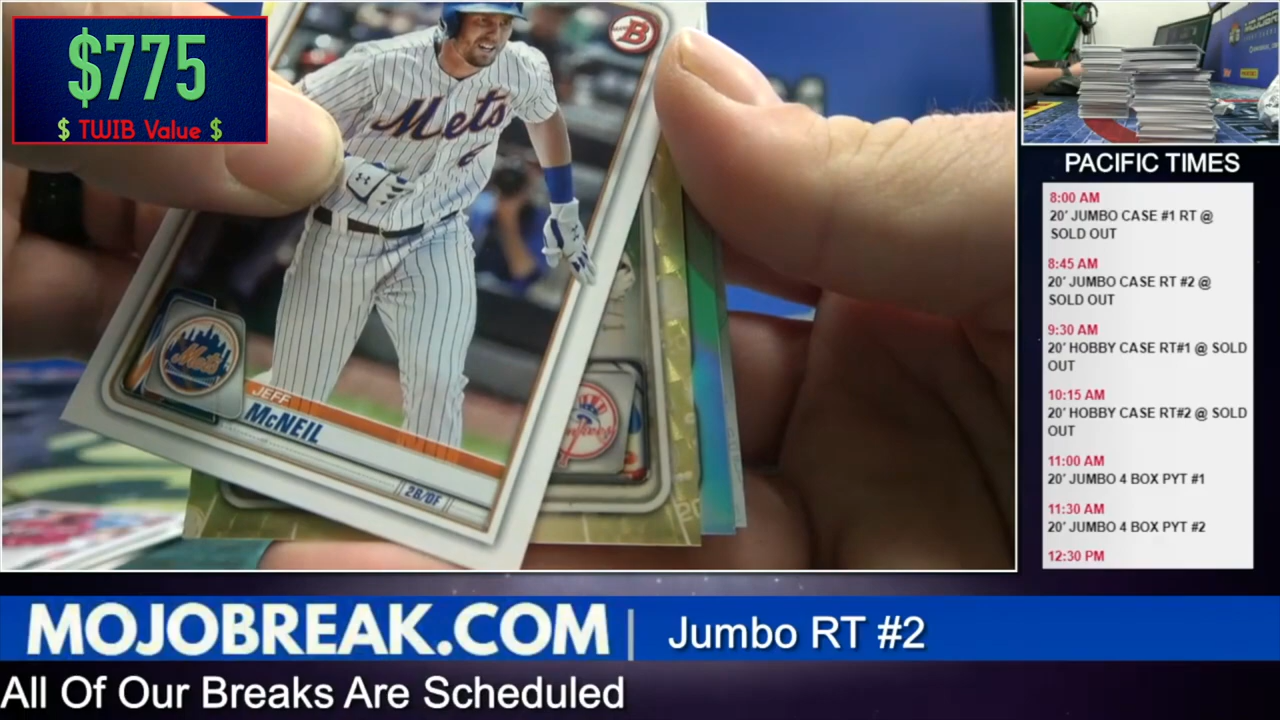 $775
$ TWIB Value $
B
Mets
6
Mets
JEFF
McNEIL
2B/OF
20
PACIFIC TIMES
8:00 AM
20' JUMBO CASE #1 RT @
SOLD OUT
8:45 AM
20' JUMBO CASE RT #2 @
SOLD OUT
9:30 AM
20' HOBBY CASE RT#1 @ SOLD
OUT
10:15 AM
20' HOBBY CASE RT#2 @ SOLD
OUT
11:00 AM
20' JUMBO 4 BOX PYT #1
11:30 AM
20' JUMBO 4 BOX PYT #2
12:30 PM
MOJOBREAK.COM | Jumbo RT #2
All Of Our Breaks Are Scheduled